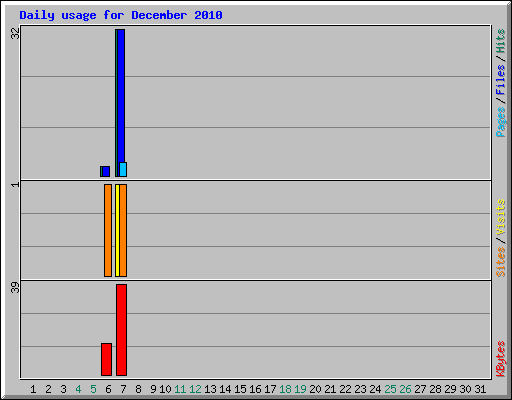 Daily usage for December 2010
32
Pages / Files / Hits
1
Sites / Visits
39
KBytes
1 2 3 4 5 6 7 8 9 10 11 12 13 14 15 16 17 18 19 20 21 22 23 24 25 26 27 28 29 30 31